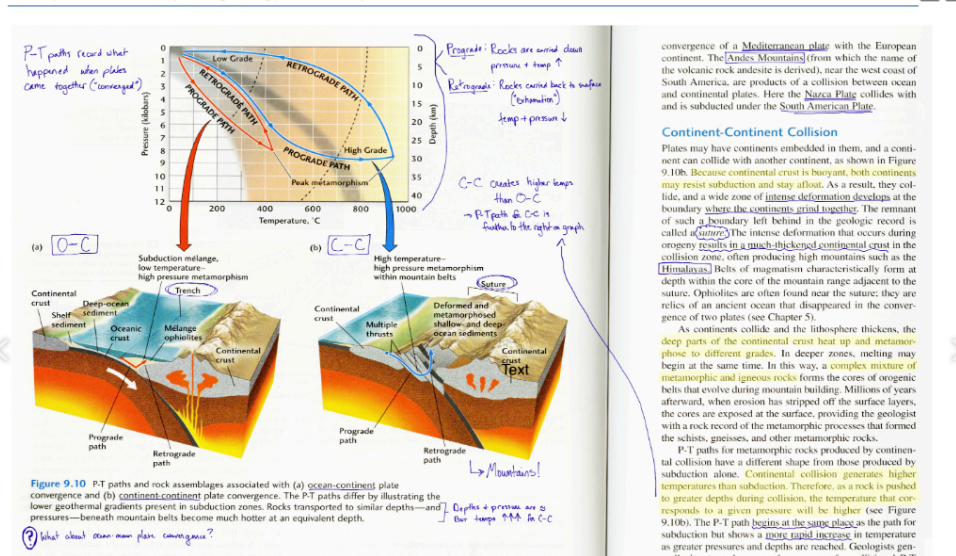 P-T paths record what
happened when plates
came together ("converged")
0
1
2
3
4
5
6
7
8
9
10
11
12
Pressure (kilobars)
0
200
400
600
800
1000
Temperature, °C
0
5
10
15
20
25
30
35
40
Depth (km)
Low Grade
RETROGRADE PATH
RETROGRADE PATH
PROGRADE PATH
PROGRADE PATH
High Grade
Peak metamorphism
Prograde: Rocks are carried down
pressure + temp ↑
Retrograde: Rocks carried back to surface
("exhumation")
temp + pressure ↓
C-C creates higher temps
than O-C
→ P-T path for C-C is
further to the right on graph
(a) O-C
Subduction mélange,
low temperature–
high pressure metamorphism
Trench
Continental
crust
Shelf
sediment
Deep-ocean
sediment
Oceanic
crust
Mélange
ophiolites
Continental
crust
Prograde
path
Retrograde
path
(b) C-C
High temperature–
high pressure metamorphism
within mountain belts
Suture
Continental
crust
Multiple
thrusts
Deformed and
metamorphosed
shallow- and deep-
ocean sediments
Continental
crust
Text
Prograde
path
Retrograde
path
↳ Mountains!
Figure 9.10 P-T paths and rock assemblages associated with (a) ocean-continent plate
convergence and (b) continent-continent plate convergence. The P-T paths differ by illustrating the
lower geothermal gradients present in subduction zones. Rocks transported to similar depths—and
pressures—beneath mountain belts become much hotter at an equivalent depth.
Depths + pressure are ≈
But temps ↑↑↑ for C-C
? What about ocean-ocean plate convergence?
convergence of a Mediterranean plate with the European
continent. The Andes Mountains (from which the name of
the volcanic rock andesite is derived), near the west coast of
South America, are products of a collision between ocean
and continental plates. Here the Nazca Plate collides with
and is subducted under the South American Plate.
Continent-Continent Collision
Plates may have continents embedded in them, and a conti-
nent can collide with another continent, as shown in Figure
9.10b. Because continental crust is buoyant, both continents
may resist subduction and stay afloat. As a result, they col-
lide, and a wide zone of intense deformation develops at the
boundary where the continents grind together. The remnant
of such a boundary left behind in the geologic record is
called a suture. The intense deformation that occurs during
orogeny results in a much-thickened continental crust in the
collision zone, often producing high mountains such as the
Himalayas. Belts of magmatism characteristically form at
depth within the core of the mountain range adjacent to the
suture. Ophiolites are often found near the suture; they are
relics of an ancient ocean that disappeared in the conver-
gence of two plates (see Chapter 5).
As continents collide and the lithosphere thickens, the
deep parts of the continental crust heat up and metamor-
phose to different grades. In deeper zones, melting may
begin at the same time. In this way, a complex mixture of
metamorphic and igneous rocks forms the cores of orogenic
belts that evolve during mountain building. Millions of years
afterward, when erosion has stripped off the surface layers,
the cores are exposed at the surface, providing the geologist
with a rock record of the metamorphic processes that formed
the schists, gneisses, and other metamorphic rocks.
P-T paths for metamorphic rocks produced by continen-
tal collision have a different shape from those produced by
subduction alone. Continental collision generates higher
temperatures than subduction. Therefore, as a rock is pushed
to greater depths during collision, the temperature that cor-
responds to a given pressure will be higher (see Figure
9.10b). The P-T path begins at the same place as the path for
subduction but shows a more rapid increase in temperature
as greater pressures and depths are reached. Geologists gen-